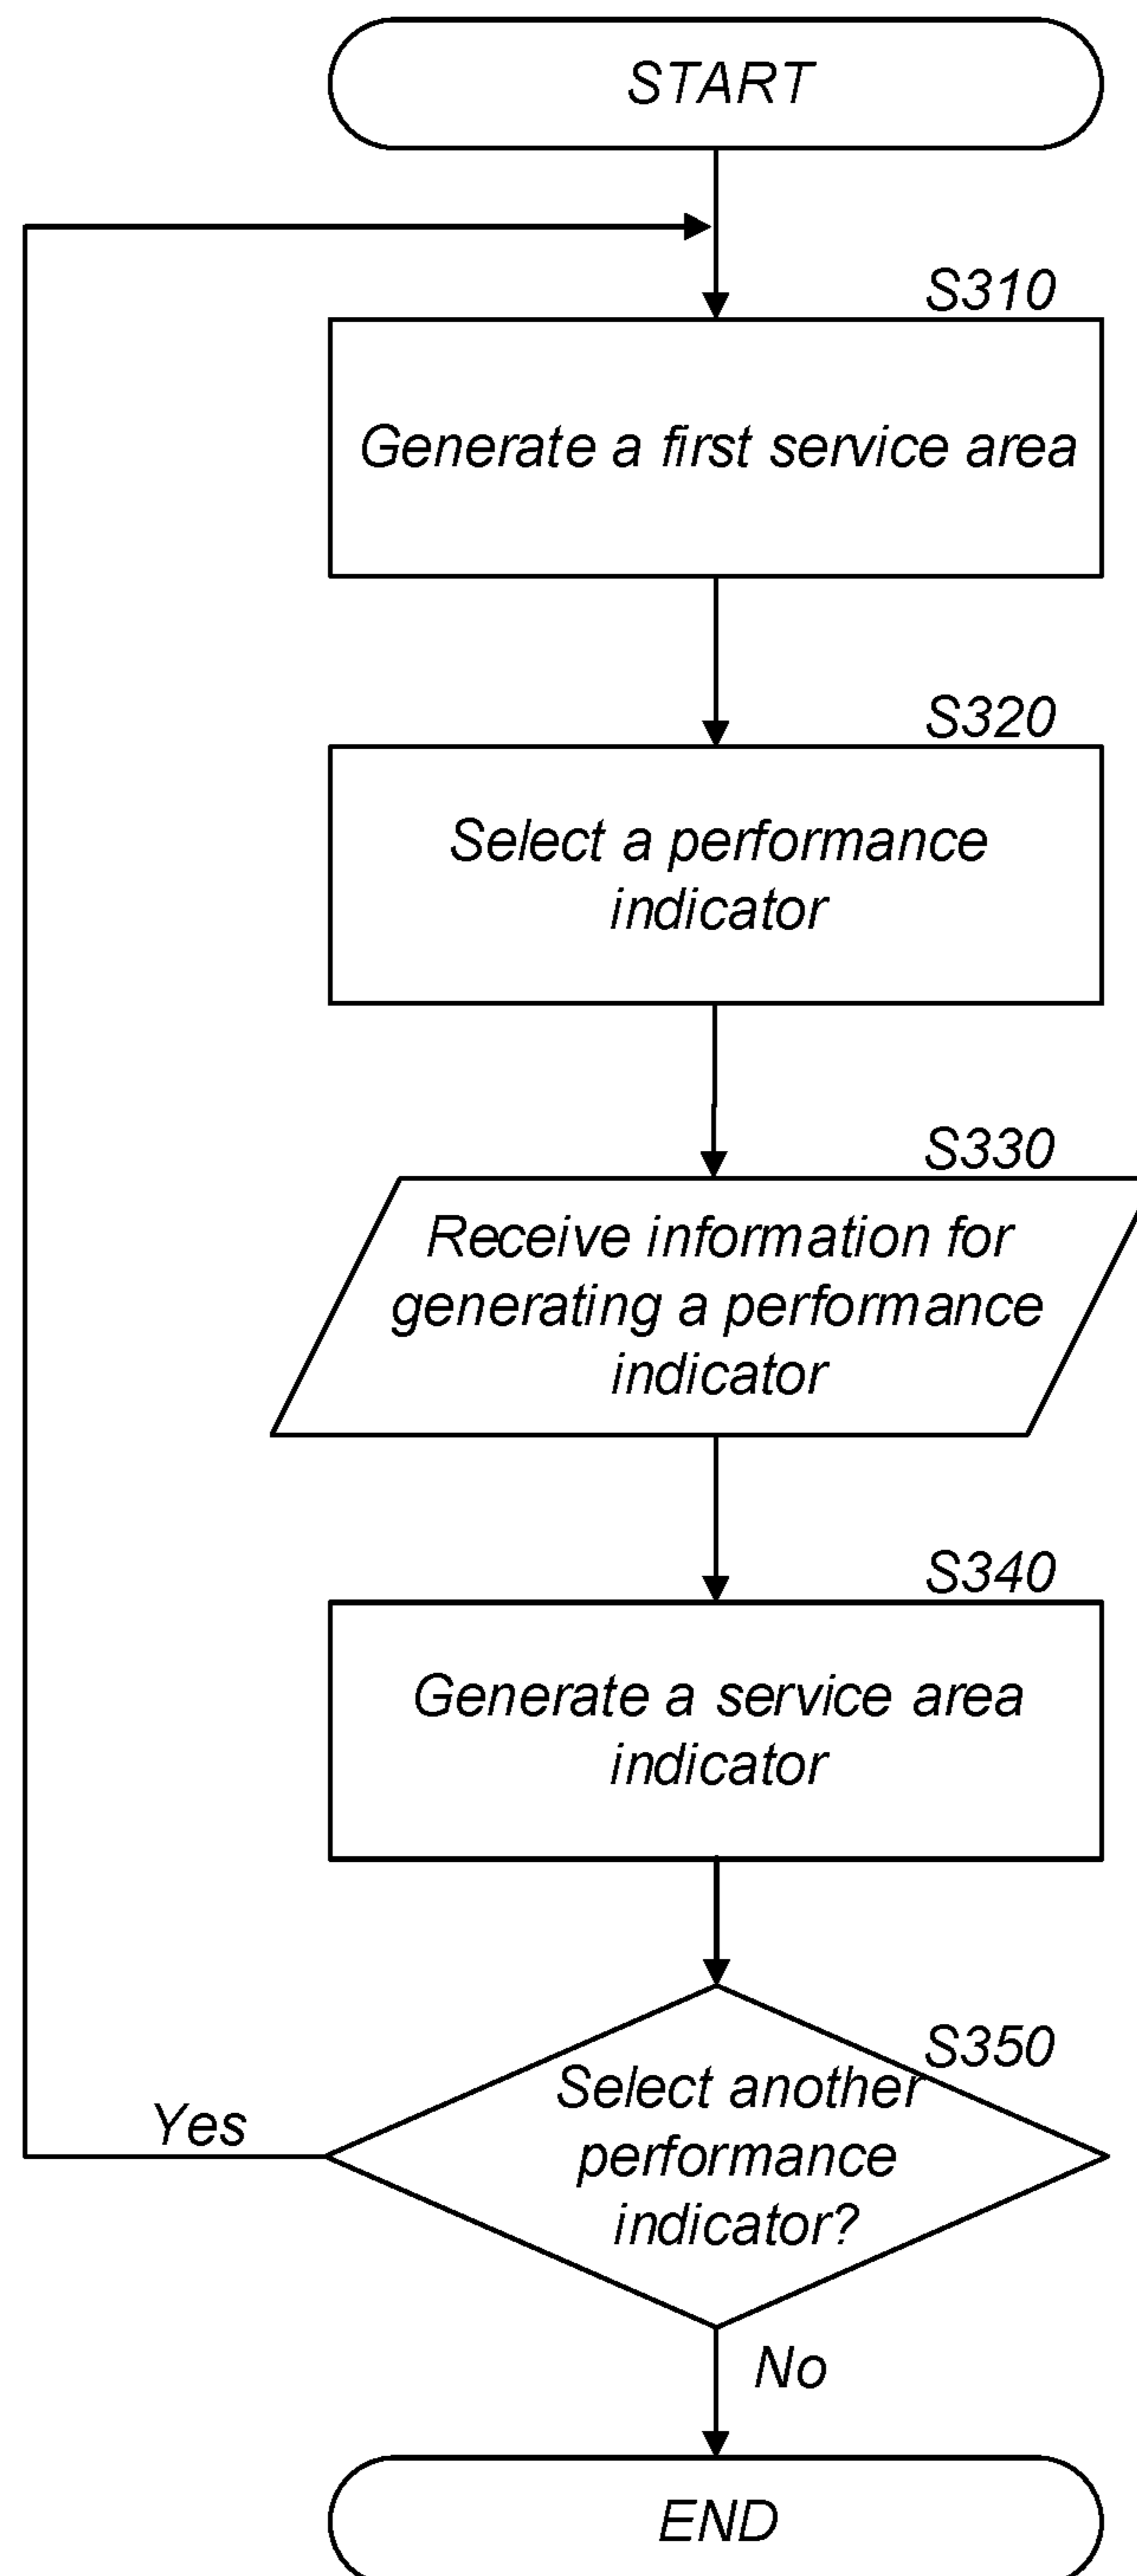 START
S310
Generate a first service area
S320
Select a performance
indicator
S330
Receive information for
generating a performance
indicator
S340
Generate a service area
indicator
S350
Select another
performance
indicator?
Yes
No
END